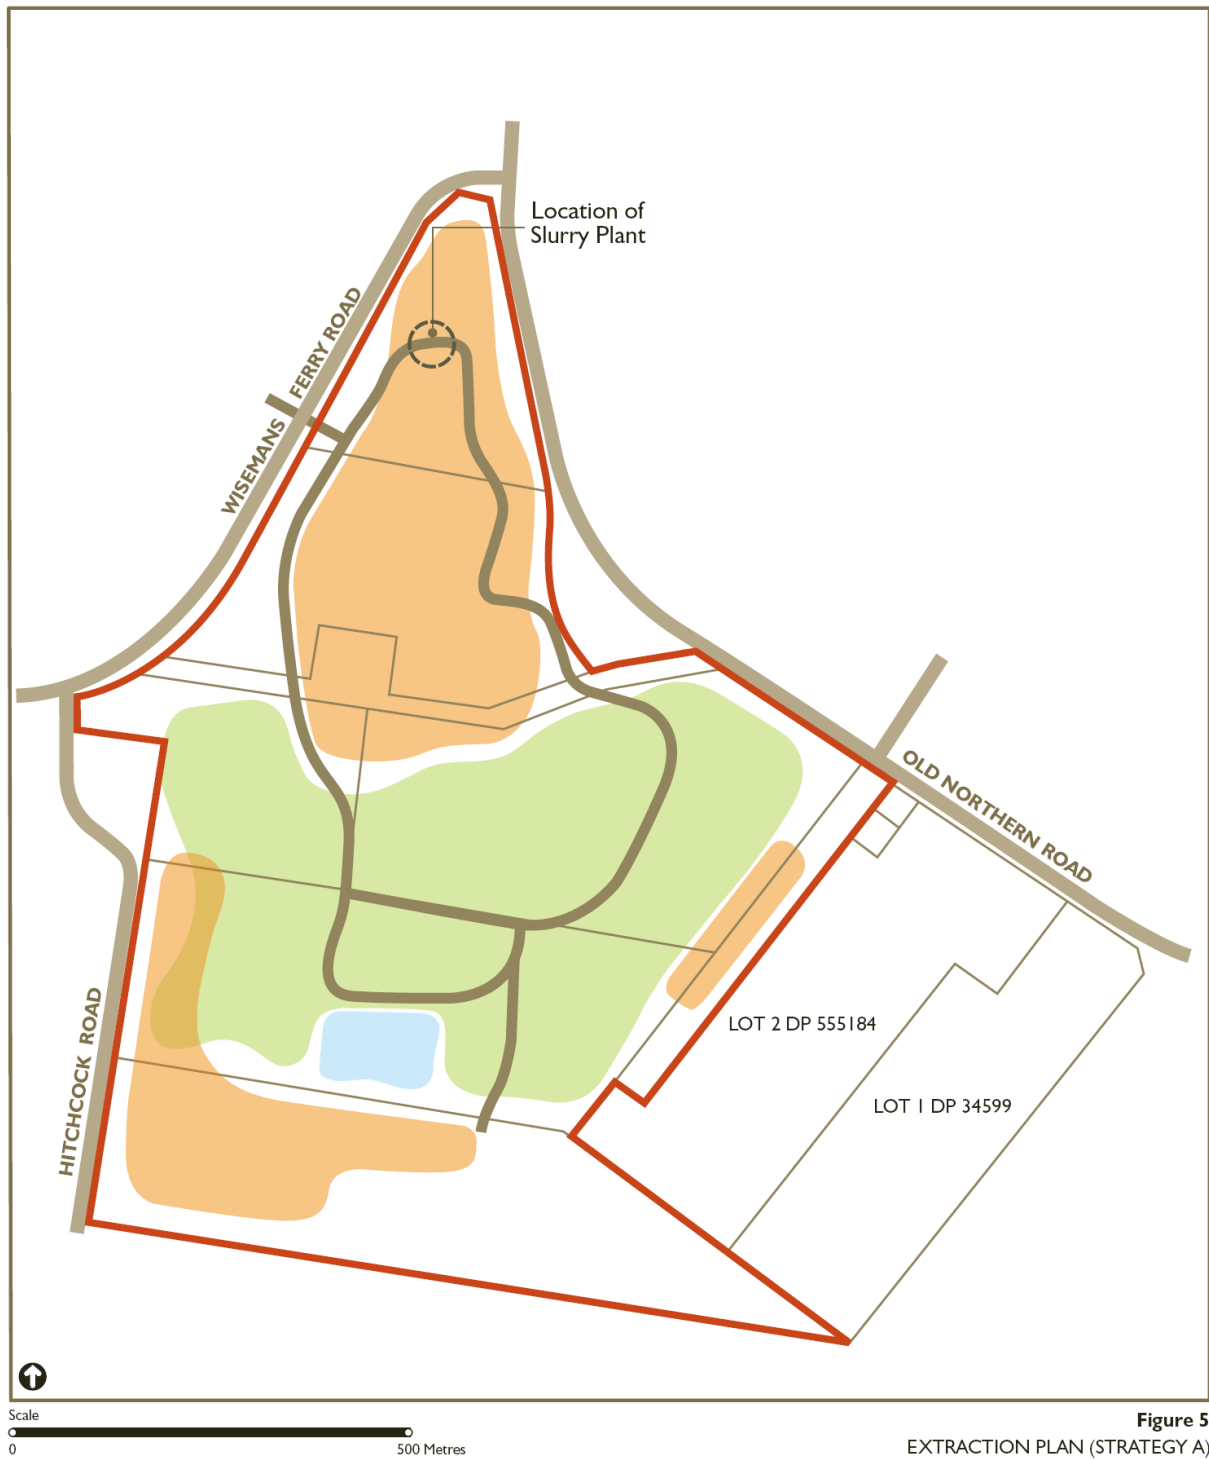 Location of
Slurry Plant
WISEMANS FERRY ROAD
OLD NORTHERN ROAD
HITCHCOCK ROAD
LOT 2 DP 555184
LOT 1 DP 34599
Scale
0 500 Metres
Figure 5
EXTRACTION PLAN (STRATEGY A)